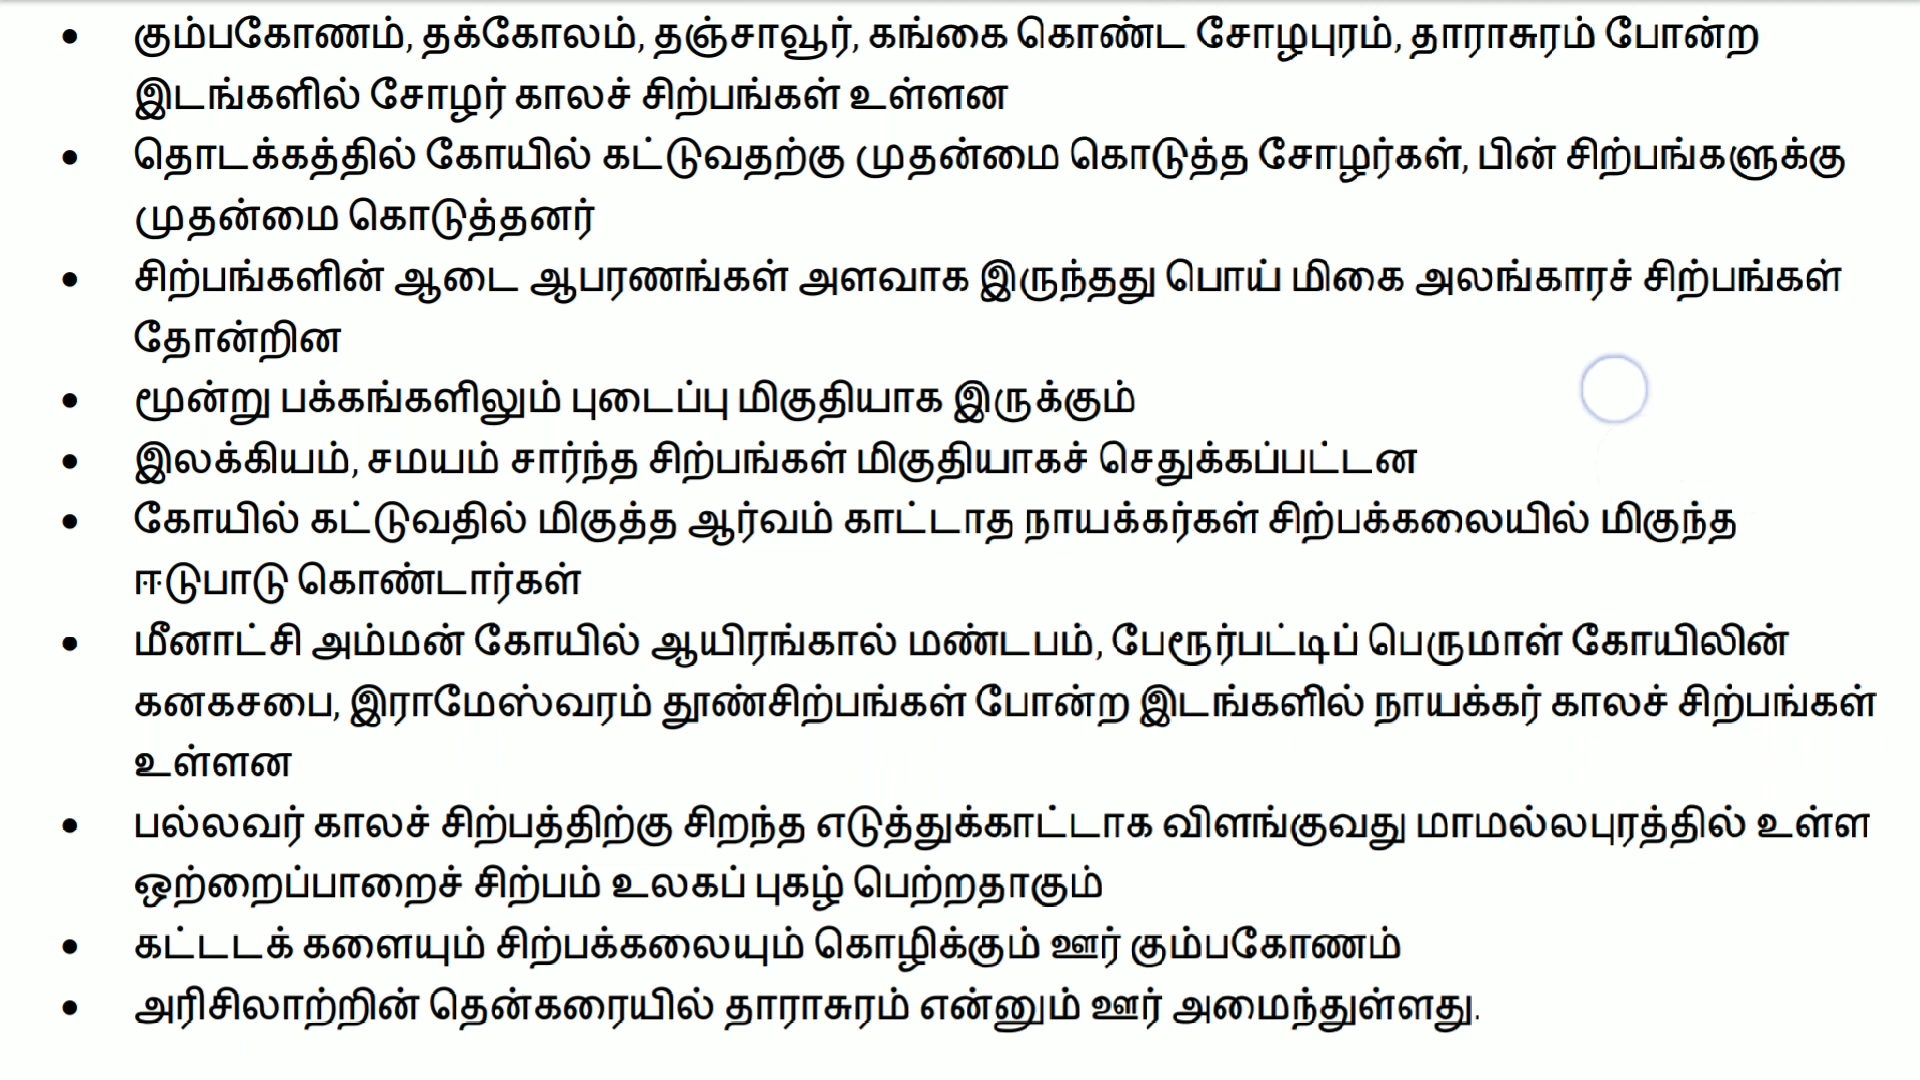 • கும்பகோணம், தக்கோலம், தஞ்சாவூர், கங்கை கொண்ட சோழபுரம், தாராசுரம் போன்ற
இடங்களில் சோழர் காலச் சிற்பங்கள் உள்ளன
• தொடக்கத்தில் கோயில் கட்டுவதற்கு முதன்மை கொடுத்த சோழர்கள், பின் சிற்பங்களுக்கு
முதன்மை கொடுத்தனர்
• சிற்பங்களின் ஆடை ஆபரணங்கள் அளவாக இருந்தது பொய் மிகை அலங்காரச் சிற்பங்கள்
தோன்றின
• மூன்று பக்கங்களிலும் புடைப்பு மிகுதியாக இருக்கும்
• இலக்கியம், சமயம் சார்ந்த சிற்பங்கள் மிகுதியாகச் செதுக்கப்பட்டன
• கோயில் கட்டுவதில் மிகுத்த ஆர்வம் காட்டாத நாயக்கர்கள் சிற்பக்கலையில் மிகுந்த
ஈடுபாடு கொண்டார்கள்
• மீனாட்சி அம்மன் கோயில் ஆயிரங்கால் மண்டபம், பேரூர்பட்டிப் பெருமாள் கோயிலின்
கனகசபை, இராமேஸ்வரம் தூண்சிற்பங்கள் போன்ற இடங்களில் நாயக்கர் காலச் சிற்பங்கள்
உள்ளன
• பல்லவர் காலச் சிற்பத்திற்கு சிறந்த எடுத்துக்காட்டாக விளங்குவது மாமல்லபுரத்தில் உள்ள
ஒற்றைப்பாறைச் சிற்பம் உலகப் புகழ் பெற்றதாகும்
• கட்டடக் களையும் சிற்பக்கலையும் கொழிக்கும் ஊர் கும்பகோணம்
• அரிசிலாற்றின் தென்கரையில் தாராசுரம் என்னும் ஊர் அமைந்துள்ளது.